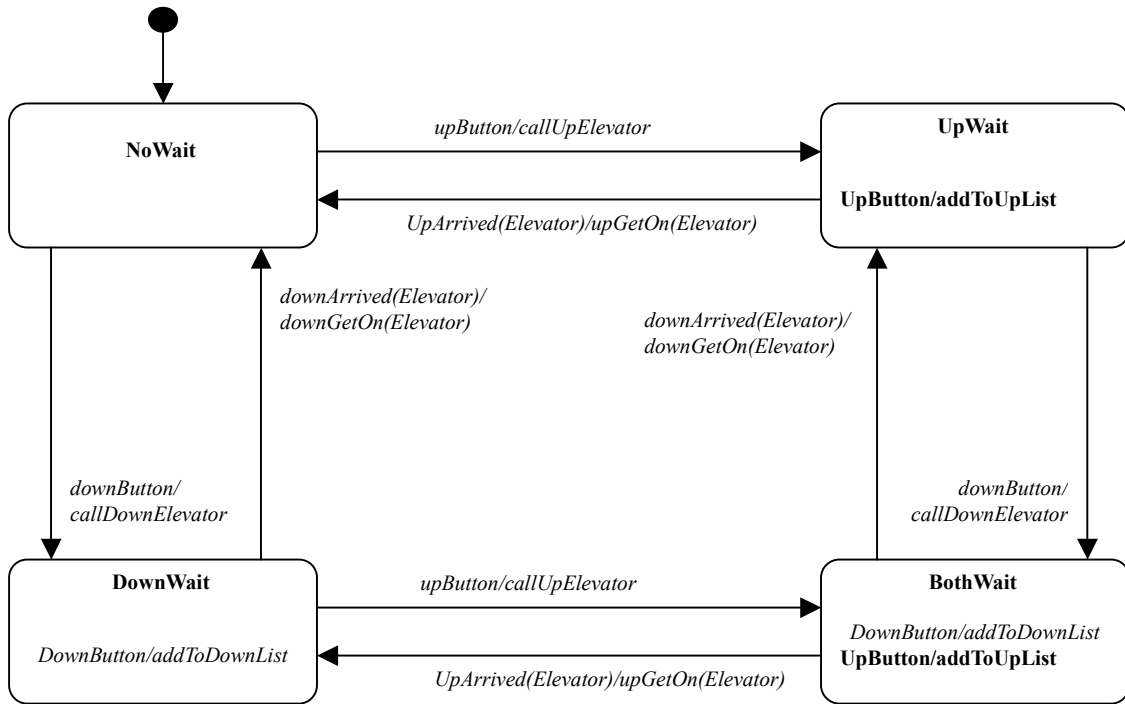 upButton/callUpElevator
NoWait
UpWait
UpButton/addToUpList
UpArrived(Elevator)/upGetOn(Elevator)
downArrived(Elevator)/
downGetOn(Elevator)
downArrived(Elevator)/
downGetOn(Elevator)
downButton/
callDownElevator
downButton/
callDownElevator
DownWait
upButton/callUpElevator
BothWait
DownButton/addToDownList
DownButton/addToDownList
UpButton/addToUpList
UpArrived(Elevator)/upGetOn(Elevator)